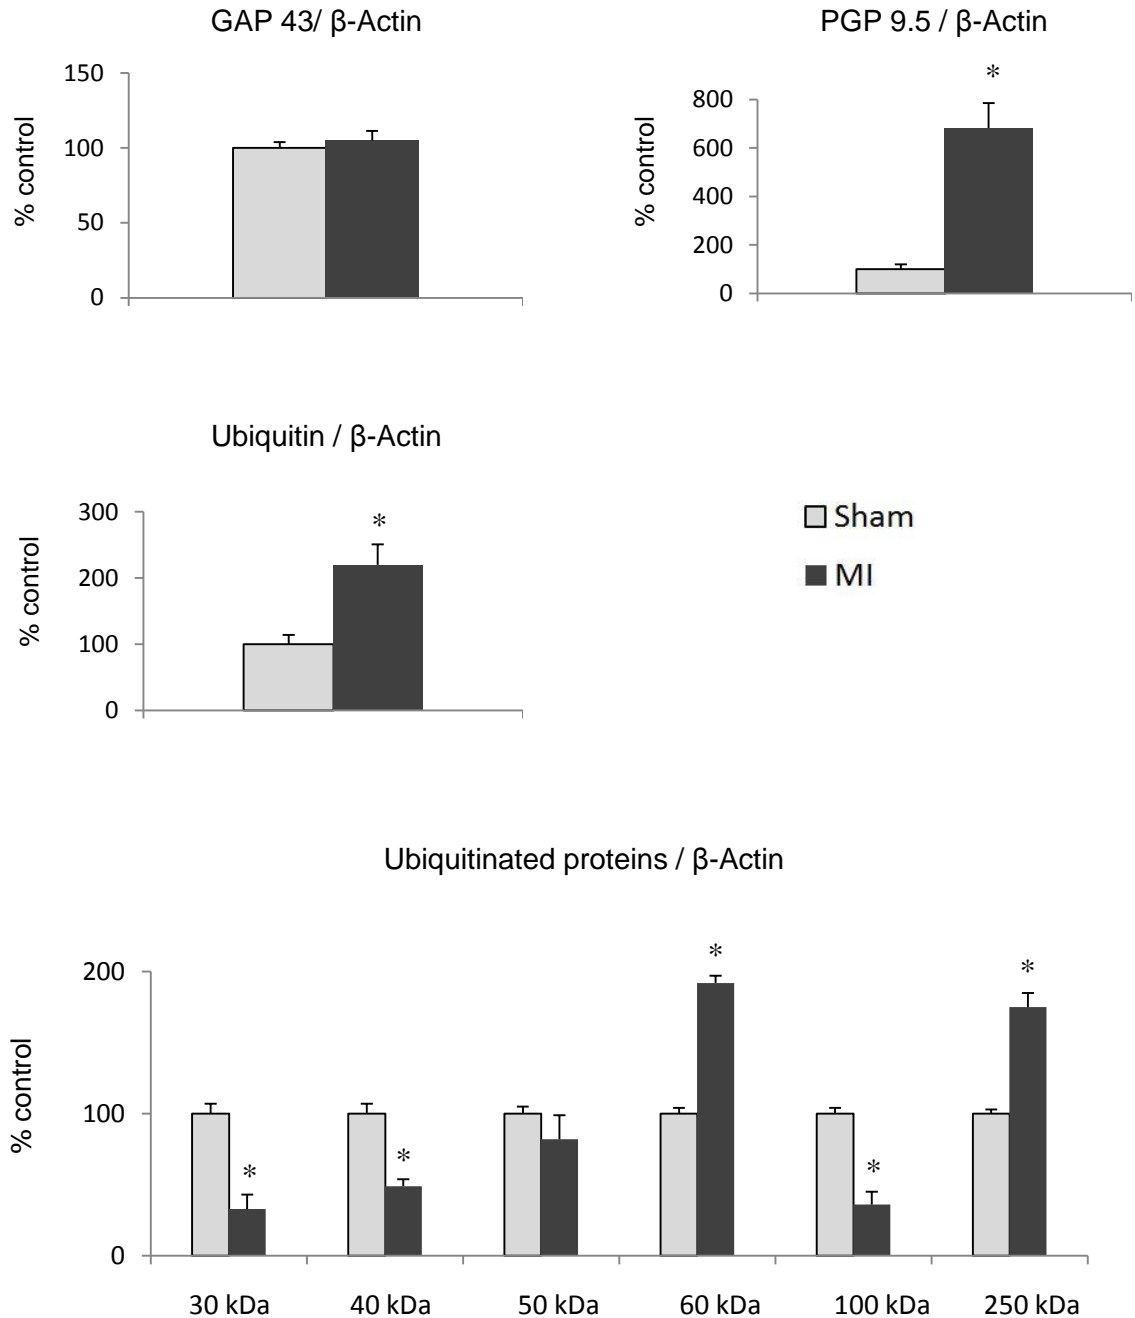 GAP 43/ β-Actin
150
100
50
0
% control
PGP 9.5 / β-Actin
*
800
600
400
200
0
% control
Ubiquitin / β-Actin
300
200
100
0
% control
*
Sham
MI
Ubiquitinated proteins / β-Actin
200
100
0
% control
* * * * *
30 kDa 40 kDa 50 kDa 60 kDa 100 kDa 250 kDa